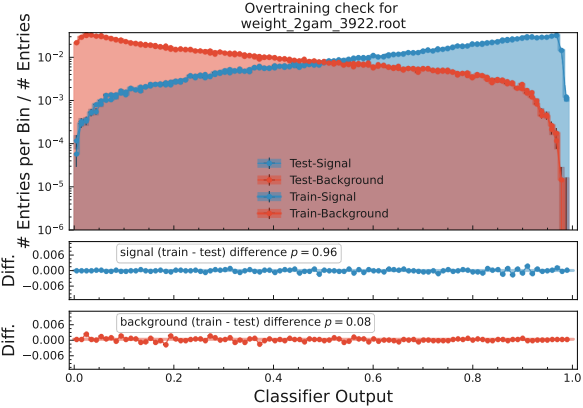 Overtraining check for
weight_2gam_3922.root
# Entries per Bin / # Entries
10⁻²
10⁻³
10⁻⁴
10⁻⁵
10⁻⁶
Test-Signal
Test-Background
Train-Signal
Train-Background
Diff.
0.006
0.000
−0.006
signal (train - test) difference p = 0.96
Diff.
0.006
0.000
−0.006
background (train - test) difference p = 0.08
0.0 0.2 0.4 0.6 0.8 1.0
Classifier Output